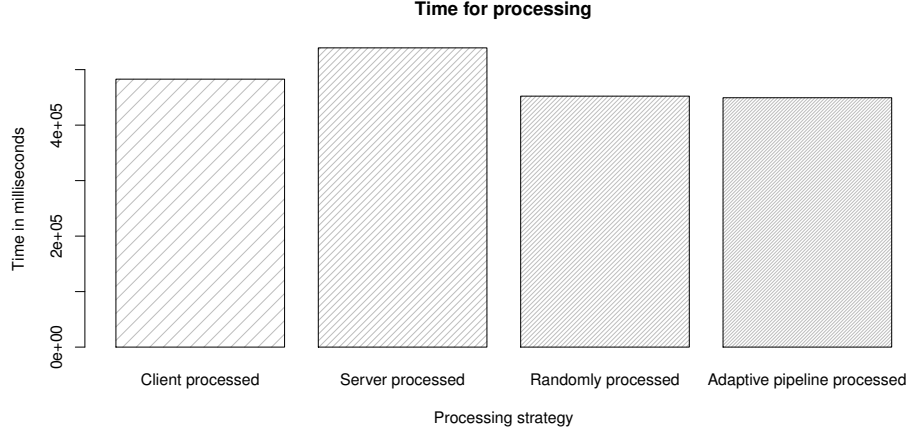 Time for processing
Time in milliseconds
4e+05
2e+05
0e+00
Client processed
Server processed
Randomly processed
Adaptive pipeline processed
Processing strategy